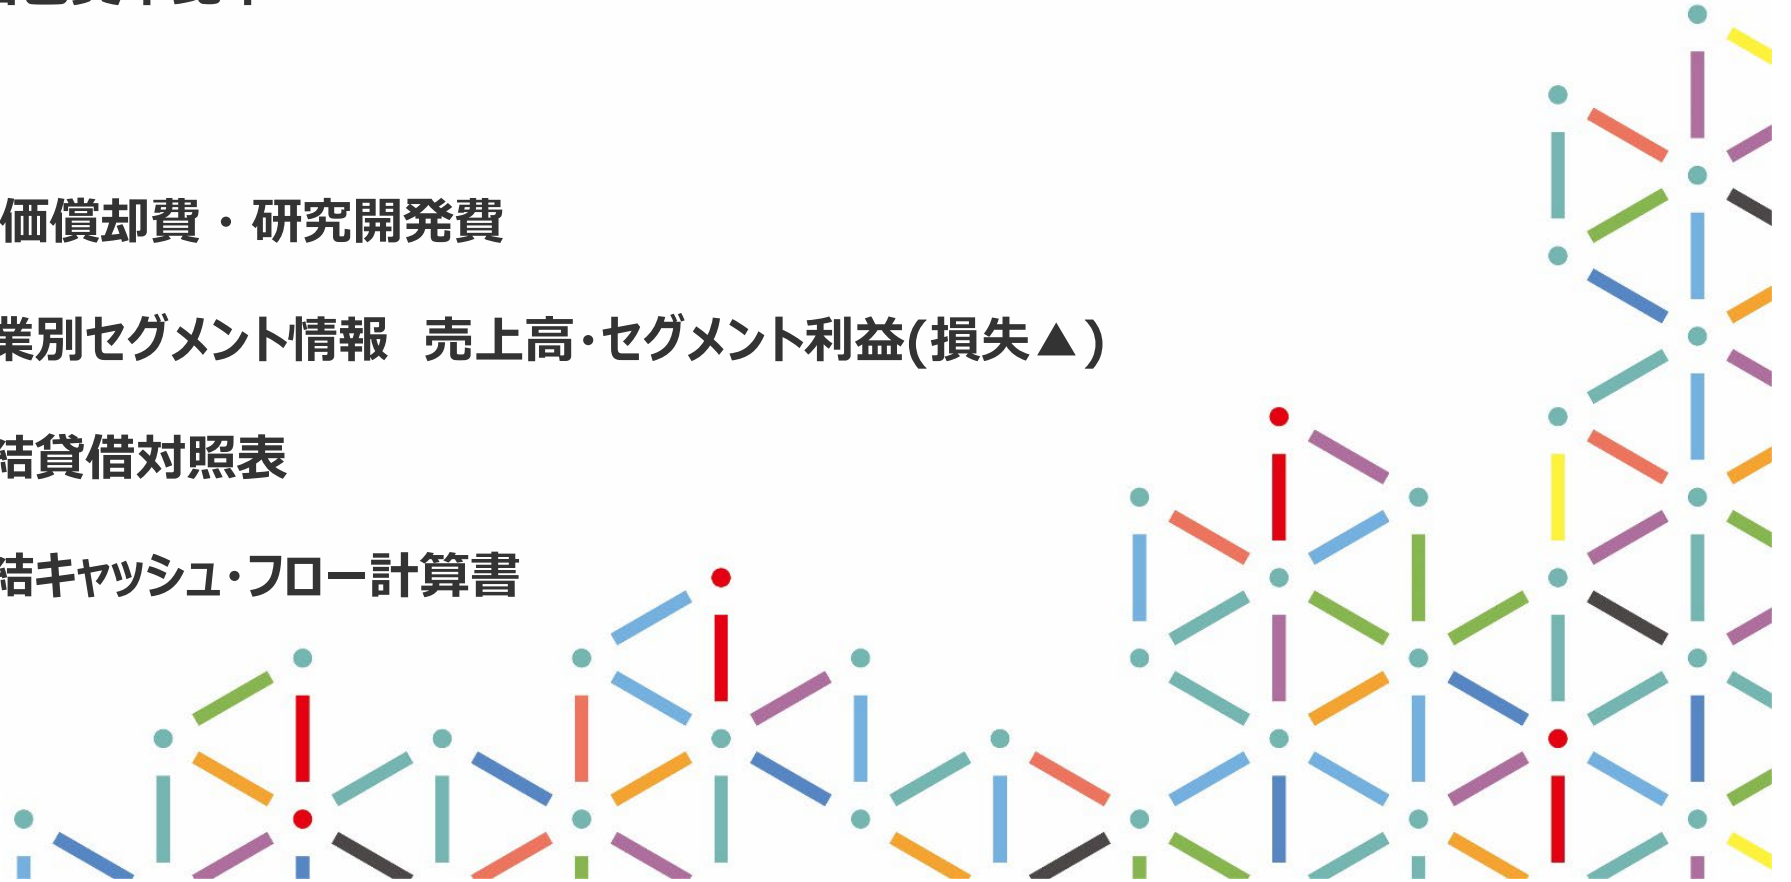 価償却費・研究開発費
業別セグメント情報 売上高・セグメント利益(損失▲)
結貸借対照表
結キャッシュ・フロー計算書